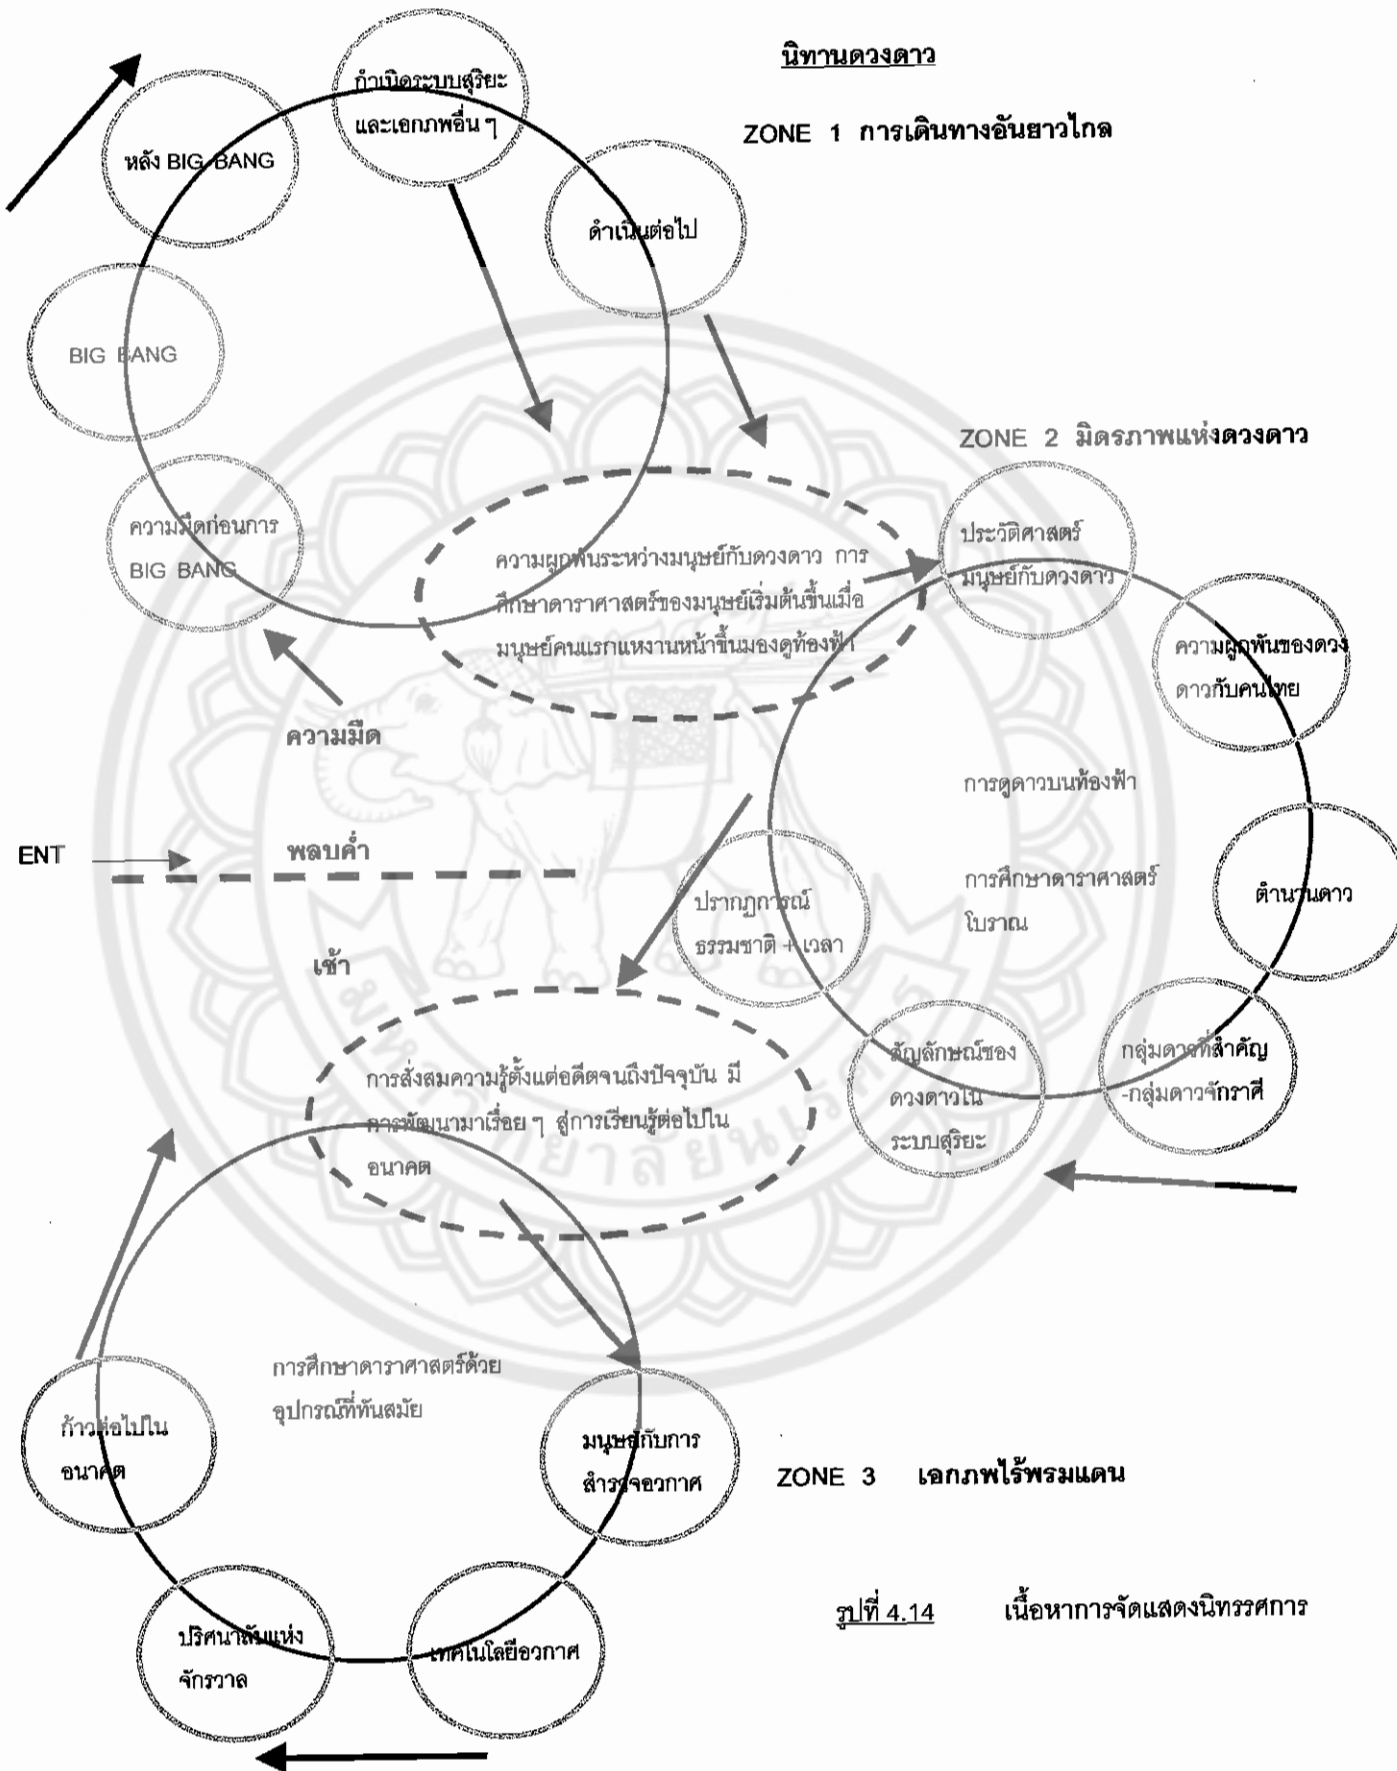 นิทานดวงดาว
ZONE 1 การเดินทางอันยาวไกล
กำเนิดระบบสุริยะ
และเอกภพอื่น ๆ
หลัง BIG BANG
ดำเนินต่อไป
BIG BANG
ความมืดก่อนการ
BIG BANG
ความมืด
ZONE 2 มิตรภาพแห่งดวงดาว
ความผูกพันระหว่างมนุษย์กับดวงดาว การ
ศึกษาดาราศาสตร์ของมนุษย์เริ่มต้นขึ้นเมื่อ
มนุษย์คนแรกแหงนหน้าขึ้นมองดูท้องฟ้า
ประวัติศาสตร์
มนุษย์กับดวงดาว
ความผูกพันของดวง
ดาวกับคนไทย
การดูดาวบนท้องฟ้า
การศึกษาดาราศาสตร์
โบราณ
ตำนานดาว
ENT
พลบค่ำ
เช้า
ปรากฏการณ์
ธรรมชาติ + เวลา
สัญลักษณ์ของ
ดวงดาวใน
ระบบสุริยะ
กลุ่มดาวที่สำคัญ
-กลุ่มดาวจักราศี
การสั่งสมความรู้ตั้งแต่อดีตจนถึงปัจจุบัน มี
การพัฒนามาเรื่อย ๆ สู่การเรียนรู้ต่อไปใน
อนาคต
มหาวิทยาลัยนเรศวร
การศึกษาดาราศาสตร์ด้วย
อุปกรณ์ที่ทันสมัย
ก้าวต่อไปใน
อนาคต
มนุษย์กับการ
สำรวจอวกาศ
ZONE 3 เอกภพไร้พรมแดน
ปริศนาลับแห่ง
จักรวาล
เทคโนโลยีอวกาศ
รูปที่ 4.14 เนื้อหาการจัดแสดงนิทรรศการ